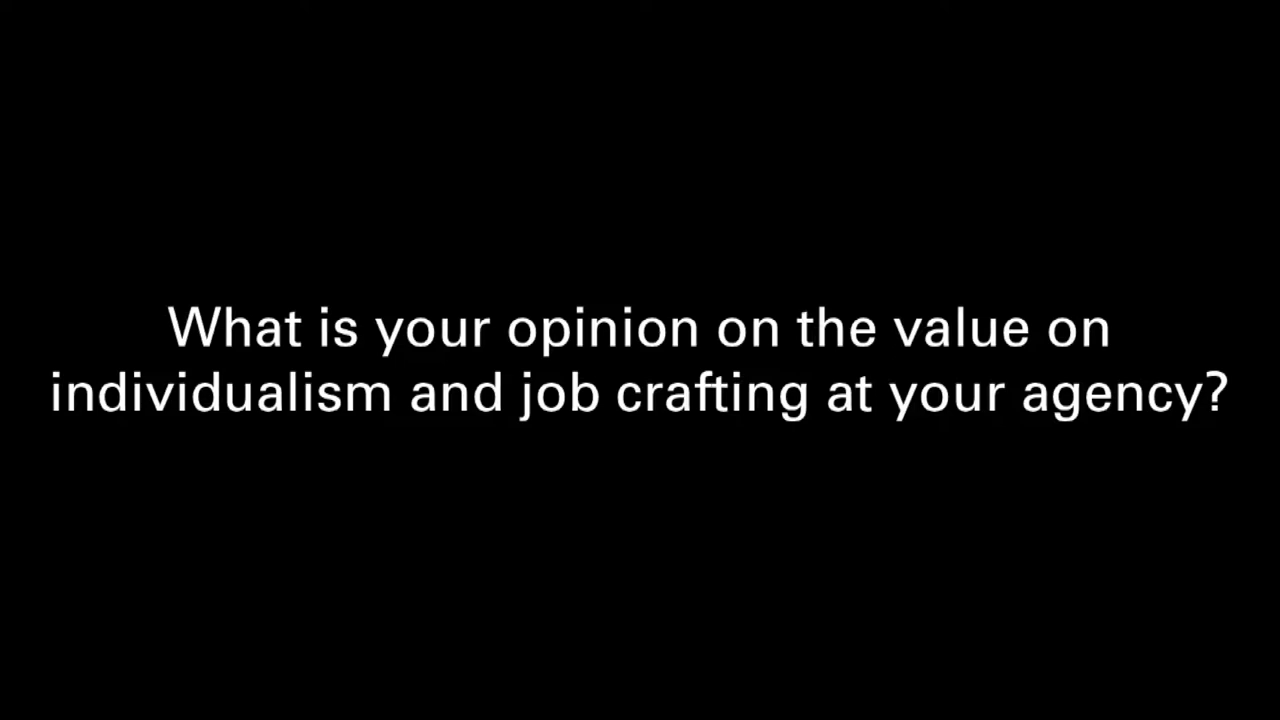 What is your opinion on the value on
individualism and job crafting at your agency?